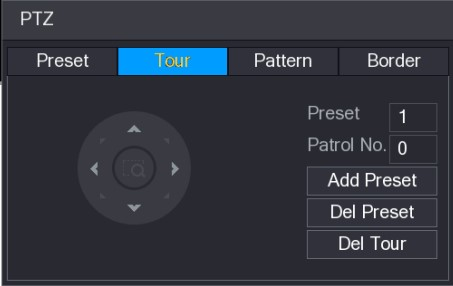 PTZ
Preset Tour Pattern Border
Preset 1
Patrol No. 0
Add Preset
Del Preset
Del Tour